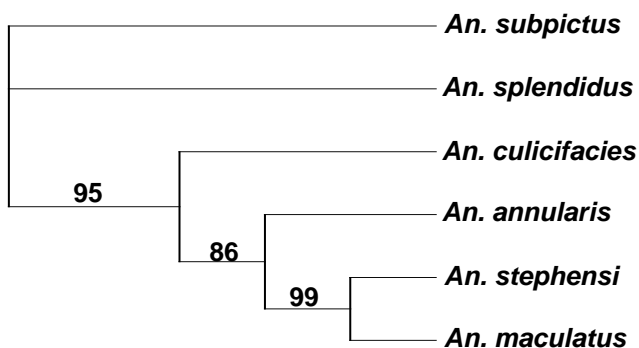 An. subpictus
An. splendidus
An. culicifacies
95
An. annularis
86
An. stephensi
99
An. maculatus